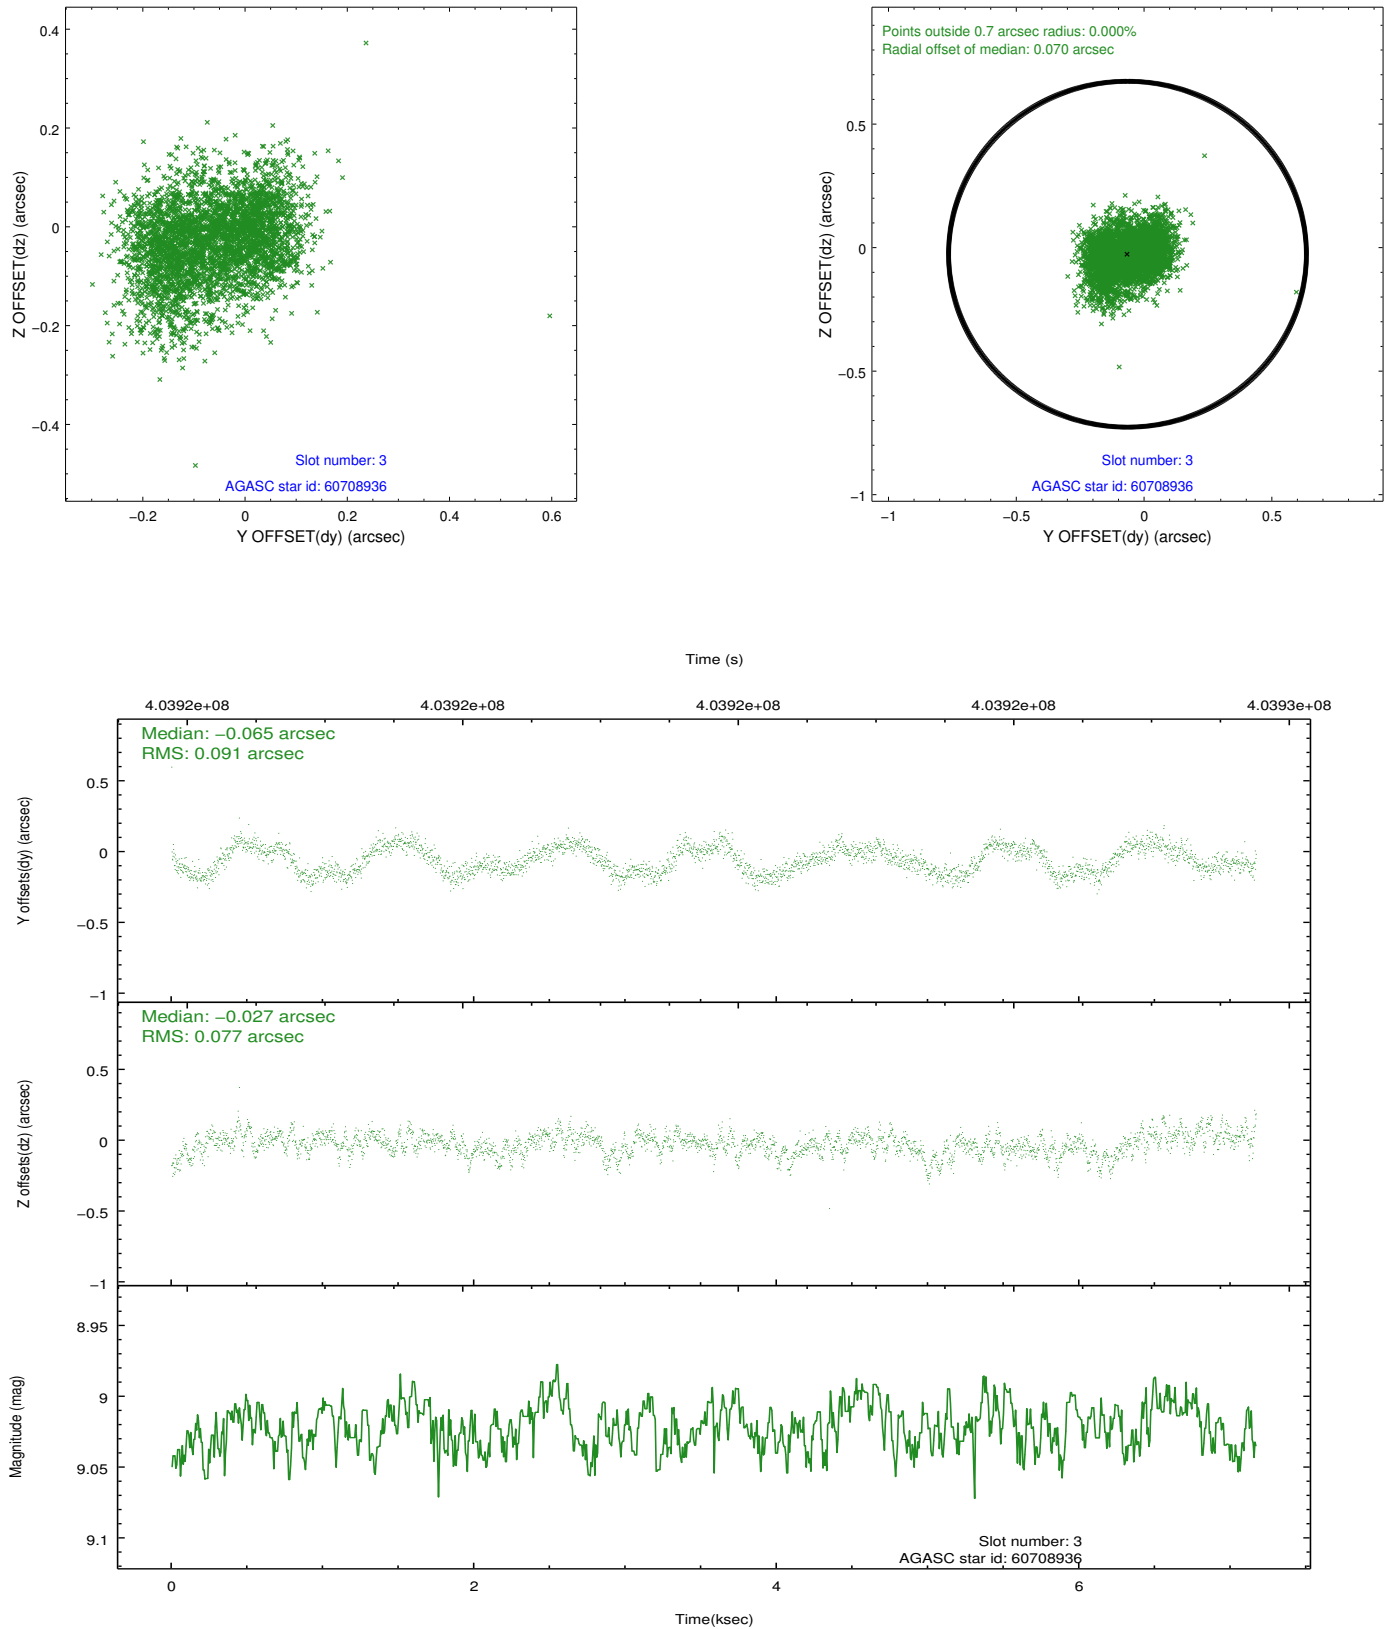 0.4
0.2
0
−0.2
−0.4
Z OFFSET(dz) (arcsec)
Slot number: 3
AGASC star id: 60708936
−0.2 0 0.2 0.4 0.6
Y OFFSET(dy) (arcsec)
Points outside 0.7 arcsec radius: 0.000%
Radial offset of median: 0.070 arcsec
0.5
0
−0.5
−1
Z OFFSET(dz) (arcsec)
Slot number: 3
AGASC star id: 60708936
−1 −0.5 0 0.5
Y OFFSET(dy) (arcsec)
Time (s)
4.0392e+08 4.0392e+08 4.0392e+08 4.0392e+08 4.0393e+08
Median: −0.065 arcsec
RMS: 0.091 arcsec
0.5
0
−0.5
−1
Y offsets(dy) (arcsec)
Median: −0.027 arcsec
RMS: 0.077 arcsec
0.5
0
−0.5
−1
Z offsets(dz) (arcsec)
8.95
9
9.05
9.1
Magnitude (mag)
Slot number: 3
AGASC star id: 60708936
0 2 4 6
Time(ksec)